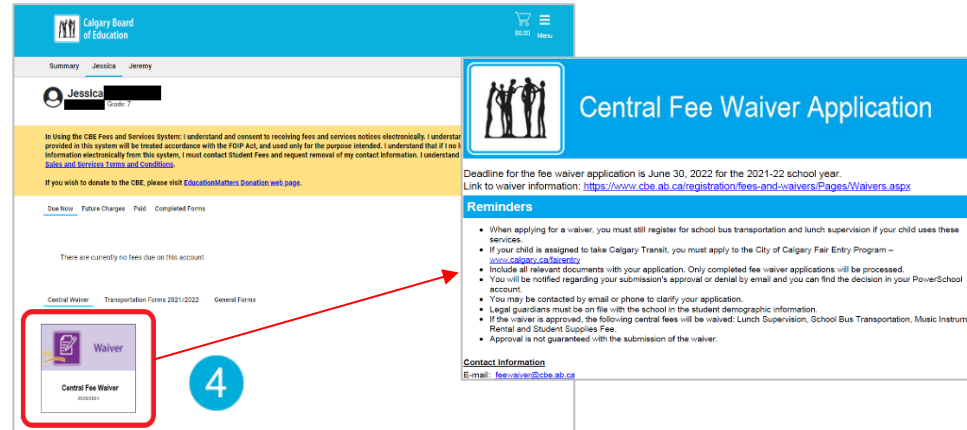 Calgary Board
of Education
$0.00 Menu
Summary Jessica Jeremy
Jessica
Grade: 7
In Using the CBE Fees and Services System: I understand and consent to receiving fees and services notices electronically. I understan
provided in this system will be treated accordance with the FOIP Act, and used only for the purpose intended. I understand that if I no l
information electronically from this system, I must contact Student Fees and request removal of my contact information. I understand
Sales and Services Terms and Conditions.
If you wish to donate to the CBE, please visit EducationMatters Donation web page.
Due Now Future Charges Paid Completed Forms
There are currently no fees due on this account.
Central Waiver Transportation Forms 2021/2022 General Forms
Waiver
Central Fee Waiver
2020/2021
4
Central Fee Waiver Application
Deadline for the fee waiver application is June 30, 2022 for the 2021-22 school year.
Link to waiver information: https://www.cbe.ab.ca/registration/fees-and-waivers/Pages/Waivers.aspx
Reminders
• When applying for a waiver, you must still register for school bus transportation and lunch supervision if your child uses these
services.
• If your child is assigned to take Calgary Transit, you must apply to the City of Calgary Fair Entry Program –
www.calgary.ca/fairentry
• Include all relevant documents with your application. Only completed fee waiver applications will be processed.
• You will be notified regarding your submission's approval or denial by email and you can find the decision in your PowerSchool
account.
• You may be contacted by email or phone to clarify your application.
• Legal guardians must be on file with the school in the student demographic information.
• If the waiver is approved, the following central fees will be waived: Lunch Supervision, School Bus Transportation, Music Instrum
Rental and Student Supplies Fee.
• Approval is not guaranteed with the submission of the waiver.
Contact Information
E-mail: feewaiver@cbe.ab.ca